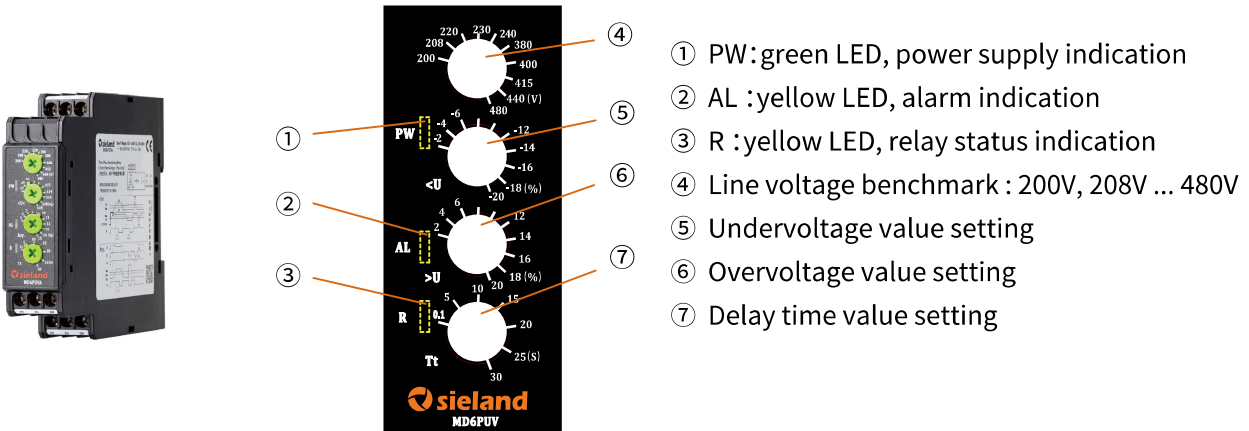 ④
220
230
240
208
380
200
400
415
440 (V)
480
①
PW
-6
-4
-2
⑤
-12
-14
-16
-18 (%)
-20
<U
②
AL
6
4
2
⑥
12
14
16
18 (%)
20
>U
③
R
10
5
15
0.1
⑦
20
25 (S)
30
Tt
sieland
MD6PUV
sieland
MD6PUVA
PW
AL
R
① PW:green LED, power supply indication
② AL :yellow LED, alarm indication
③ R :yellow LED, relay status indication
④ Line voltage benchmark : 200V, 208V ... 480V
⑤ Undervoltage value setting
⑥ Overvoltage value setting
⑦ Delay time value setting